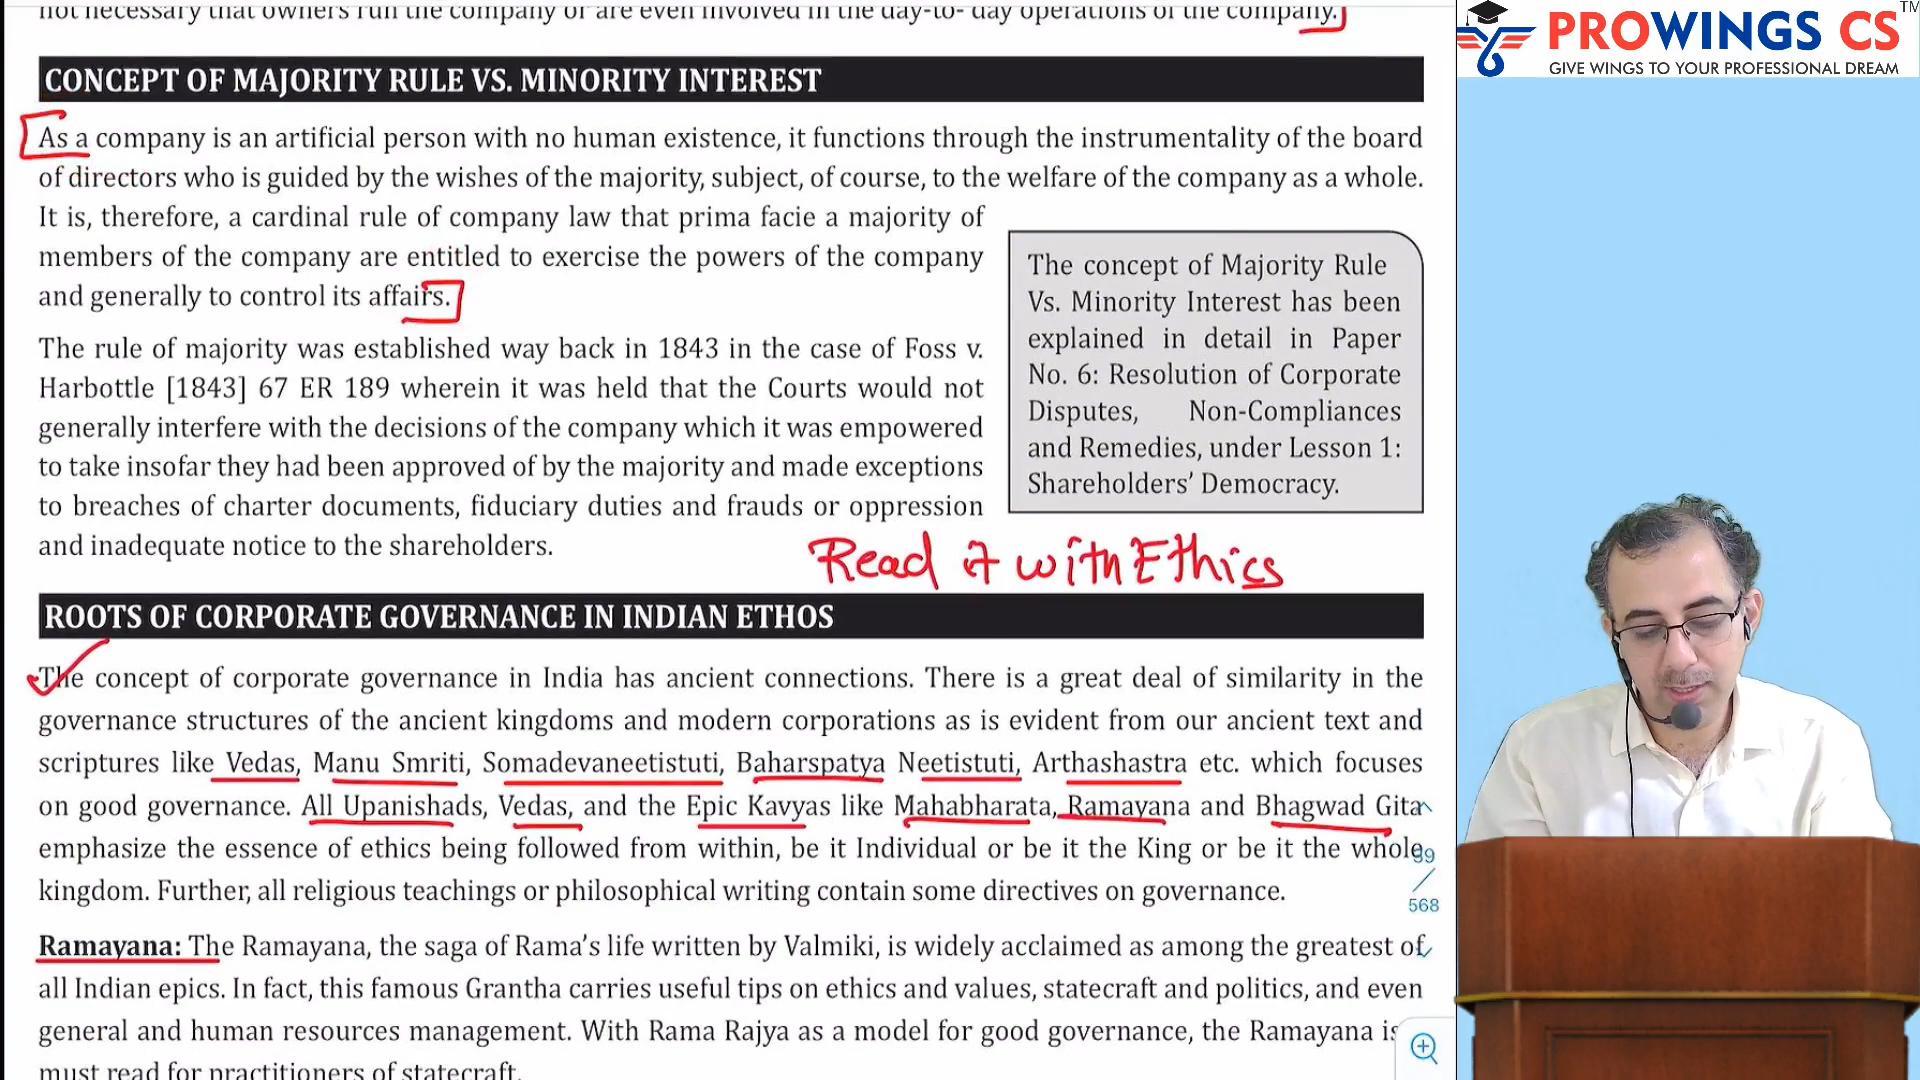 not necessary that owners run the company or are even involved in the day-to- day operations of the company.
CONCEPT OF MAJORITY RULE VS. MINORITY INTEREST
As a company is an artificial person with no human existence, it functions through the instrumentality of the board
of directors who is guided by the wishes of the majority, subject, of course, to the welfare of the company as a whole.
It is, therefore, a cardinal rule of company law that prima facie a majority of
members of the company are entitled to exercise the powers of the company
and generally to control its affairs.
The rule of majority was established way back in 1843 in the case of Foss v.
Harbottle [1843] 67 ER 189 wherein it was held that the Courts would not
generally interfere with the decisions of the company which it was empowered
to take insofar they had been approved of by the majority and made exceptions
to breaches of charter documents, fiduciary duties and frauds or oppression
and inadequate notice to the shareholders.
The concept of Majority Rule
Vs. Minority Interest has been
explained in detail in Paper
No. 6: Resolution of Corporate
Disputes, Non-Compliances
and Remedies, under Lesson 1:
Shareholders' Democracy.
Read it with Ethics
ROOTS OF CORPORATE GOVERNANCE IN INDIAN ETHOS
The concept of corporate governance in India has ancient connections. There is a great deal of similarity in the
governance structures of the ancient kingdoms and modern corporations as is evident from our ancient text and
scriptures like Vedas, Manu Smriti, Somadevaneetistuti, Baharspatya Neetistuti, Arthashastra etc. which focuses
on good governance. All Upanishads, Vedas, and the Epic Kavyas like Mahabharata, Ramayana and Bhagwad Gita
emphasize the essence of ethics being followed from within, be it Individual or be it the King or be it the whole
kingdom. Further, all religious teachings or philosophical writing contain some directives on governance.
Ramayana: The Ramayana, the saga of Rama's life written by Valmiki, is widely acclaimed as among the greatest of
all Indian epics. In fact, this famous Grantha carries useful tips on ethics and values, statecraft and politics, and even
general and human resources management. With Rama Rajya as a model for good governance, the Ramayana is
must read for practitioners of statecraft.
39
568
PROWINGS CS
TM
GIVE WINGS TO YOUR PROFESSIONAL DREAM